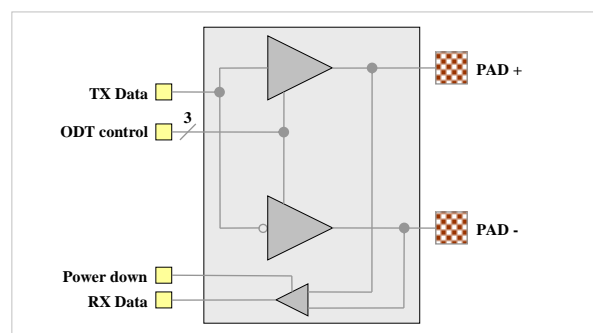 PAD +
TX Data
3
ODT control
PAD -
Power down
RX Data